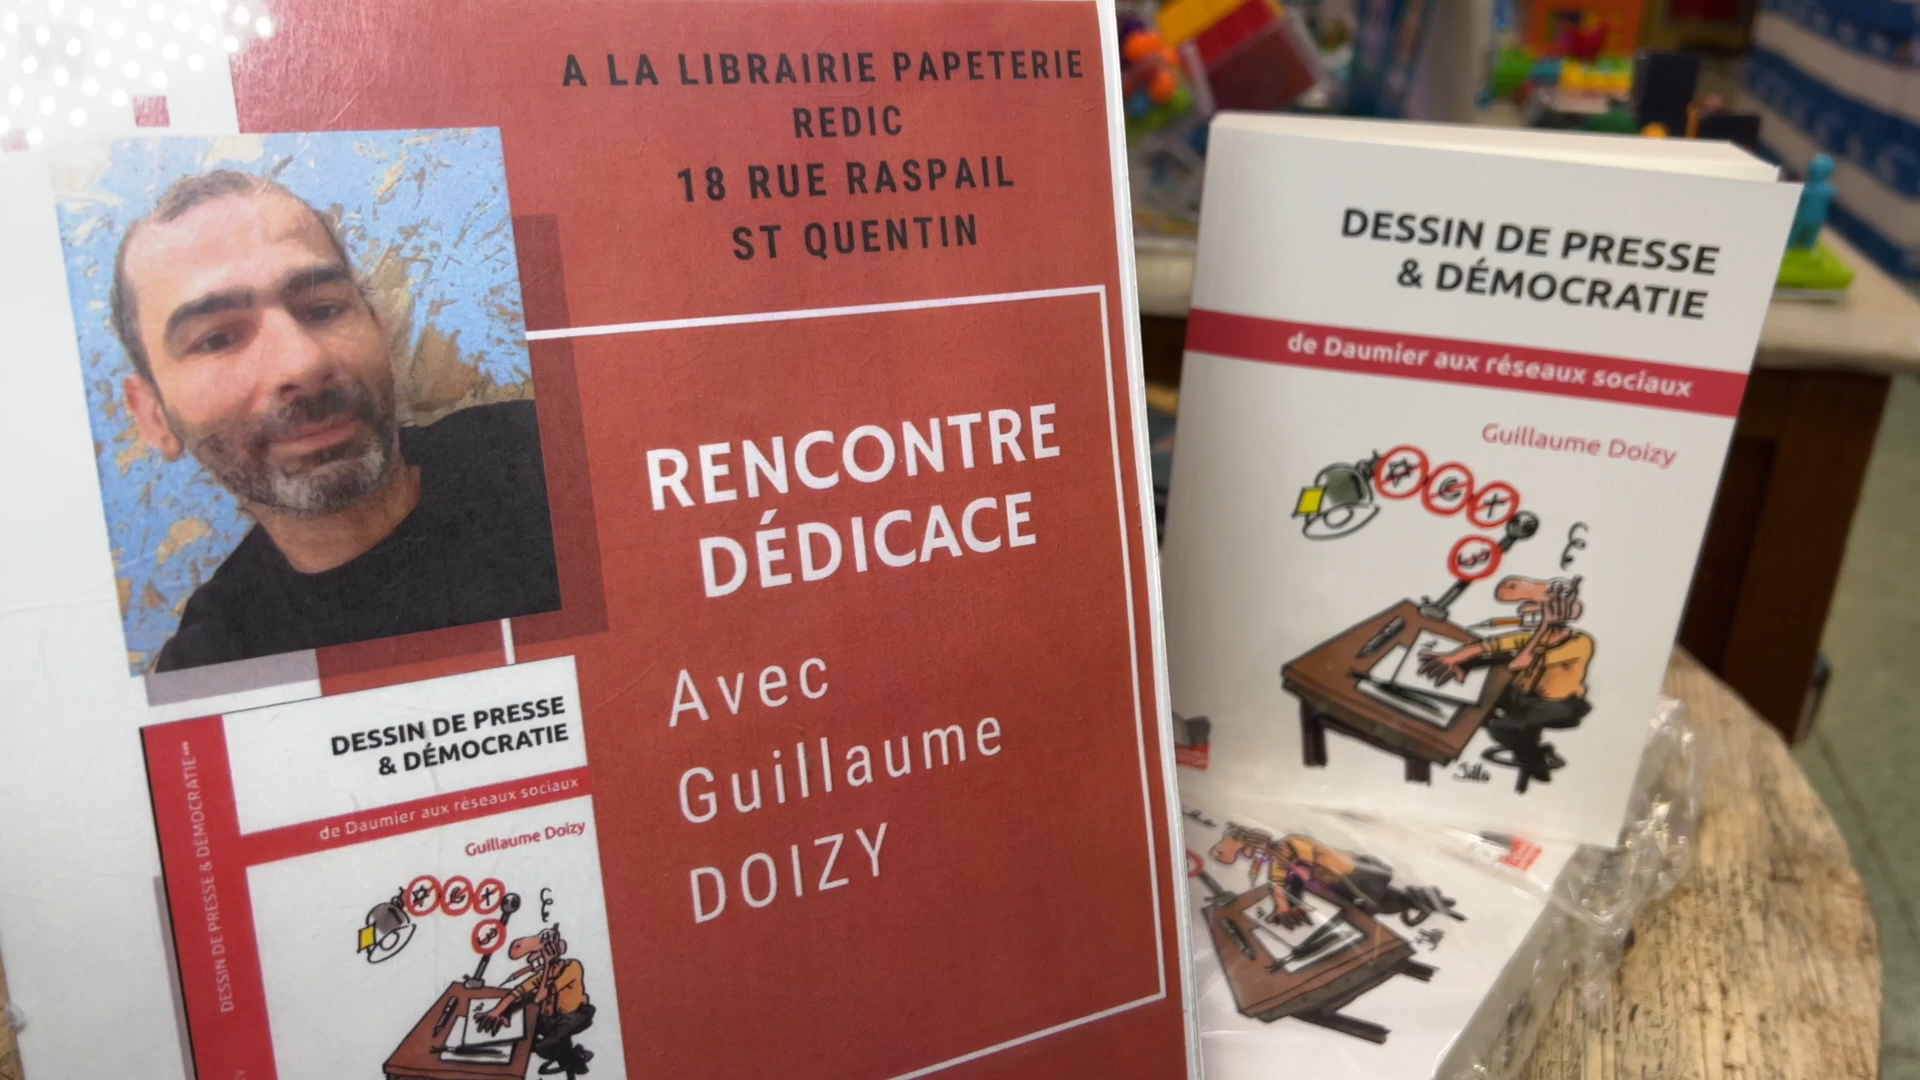 A LA LIBRAIRIE PAPETERIE
REDIC
18 RUE RASPAIL
ST QUENTIN
RENCONTRE
DÉDICACE
Avec
Guillaume
DOIZY
DESSIN DE PRESSE & DÉMOCRATIE
DESSIN DE PRESSE
& DÉMOCRATIE
de Daumier aux réseaux sociaux
Guillaume Doizy
DESSIN DE PRESSE
& DÉMOCRATIE
de Daumier aux réseaux sociaux
Guillaume Doizy